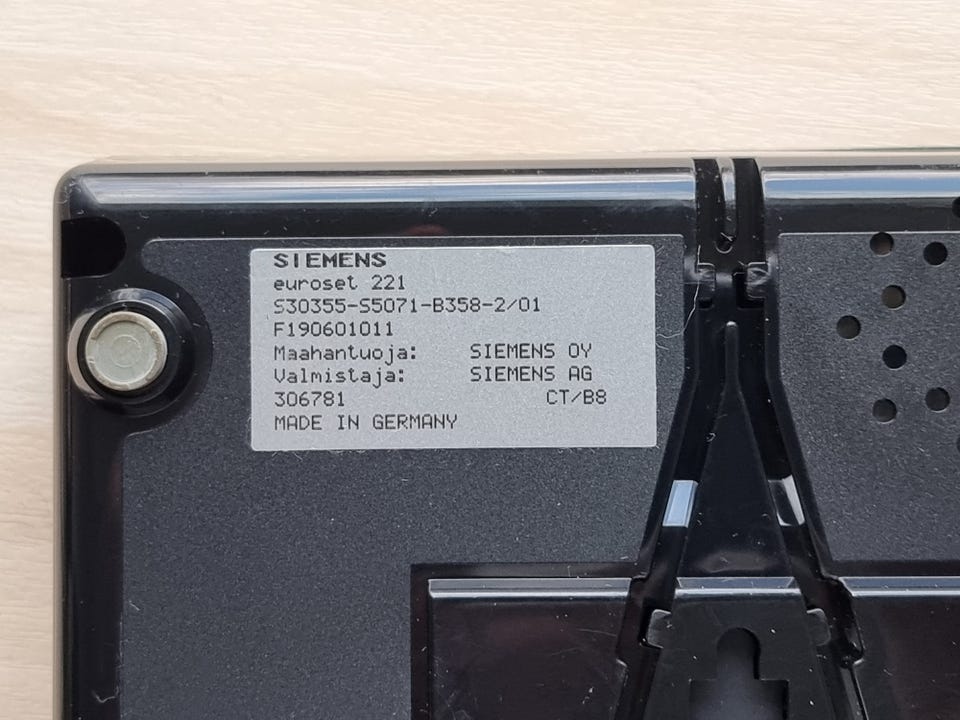 SIEMENS
euroset 221
S30355-S5071-B358-2/01
F190601011
Maahantuoja: SIEMENS OY
Valmistaja: SIEMENS AG
306781 CT/B8
MADE IN GERMANY